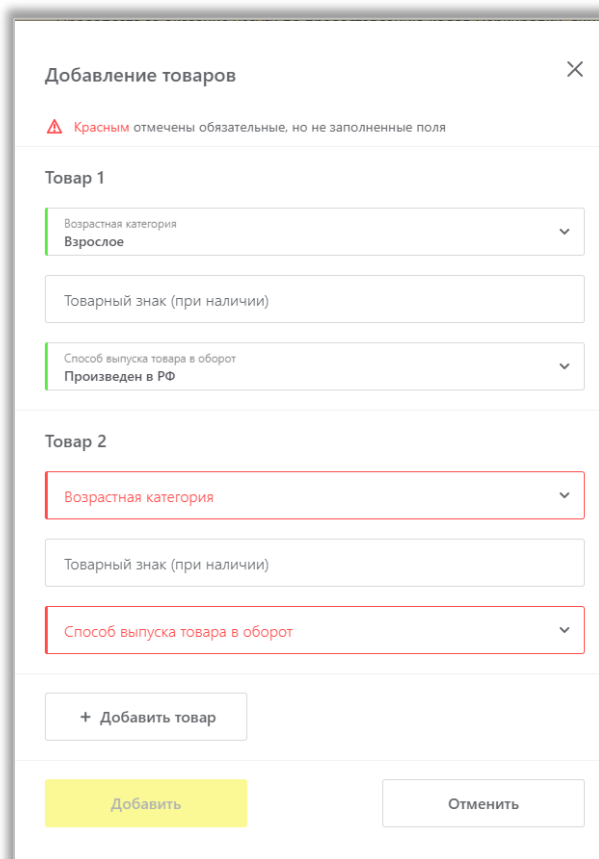 Добавление товаров
Красным отмечены обязательные, но не заполненные поля
Товар 1
Возрастная категория
Взрослое
Товарный знак (при наличии)
Способ выпуска товара в оборот
Произведен в РФ
Товар 2
Возрастная категория
Товарный знак (при наличии)
Способ выпуска товара в оборот
+ Добавить товар
Добавить
Отменить